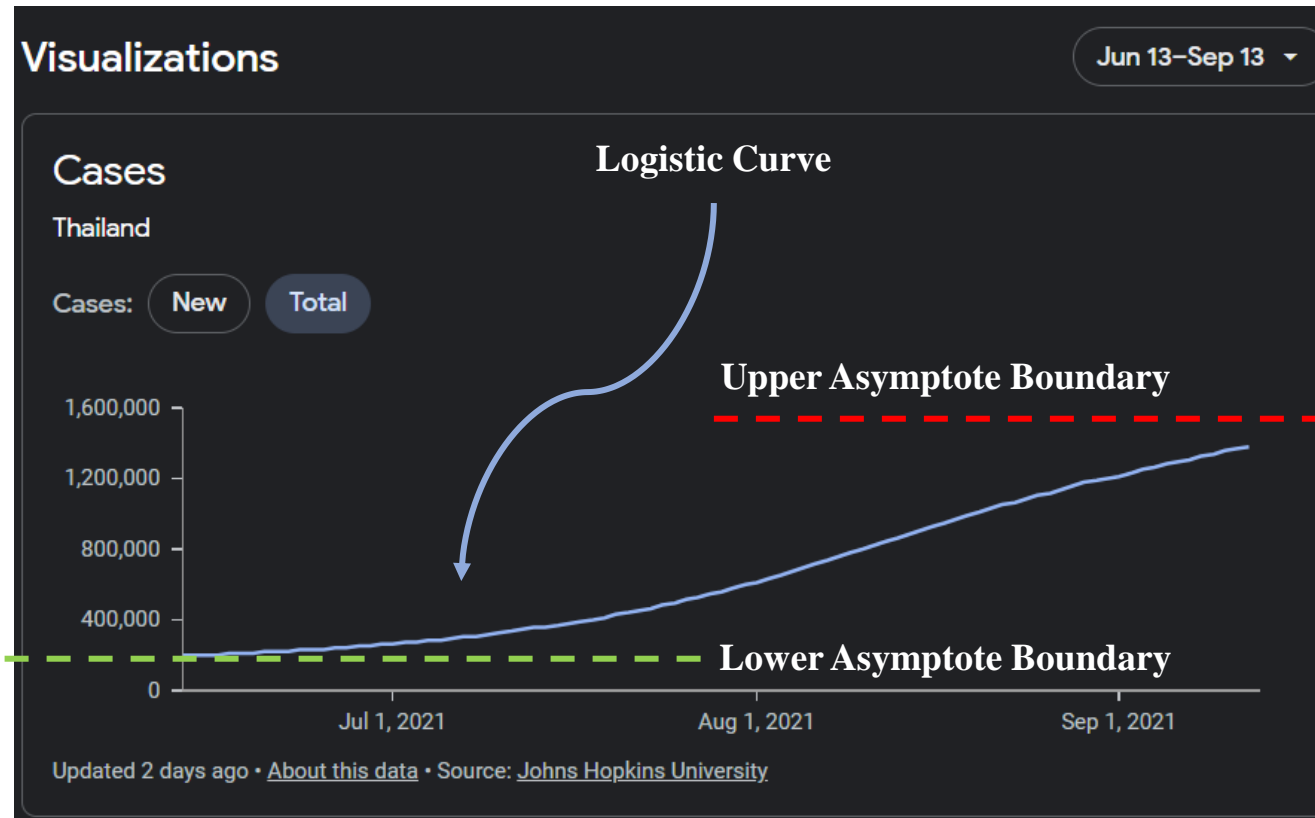 Visualizations
Jun 13–Sep 13
Cases
Thailand
Cases: New Total
Logistic Curve
Upper Asymptote Boundary
1,600,000
1,200,000
800,000
400,000
0
Lower Asymptote Boundary
Jul 1, 2021 Aug 1, 2021 Sep 1, 2021
Updated 2 days ago • About this data • Source: Johns Hopkins University